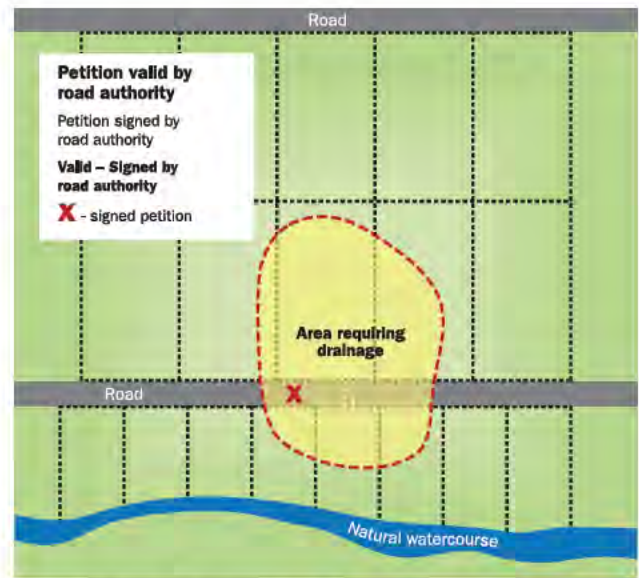 Road
Petition valid by
road authority
Petition signed by
road authority
Valid – Signed by
road authority
X - signed petition
Area requiring
drainage
Road
X
Natural watercourse